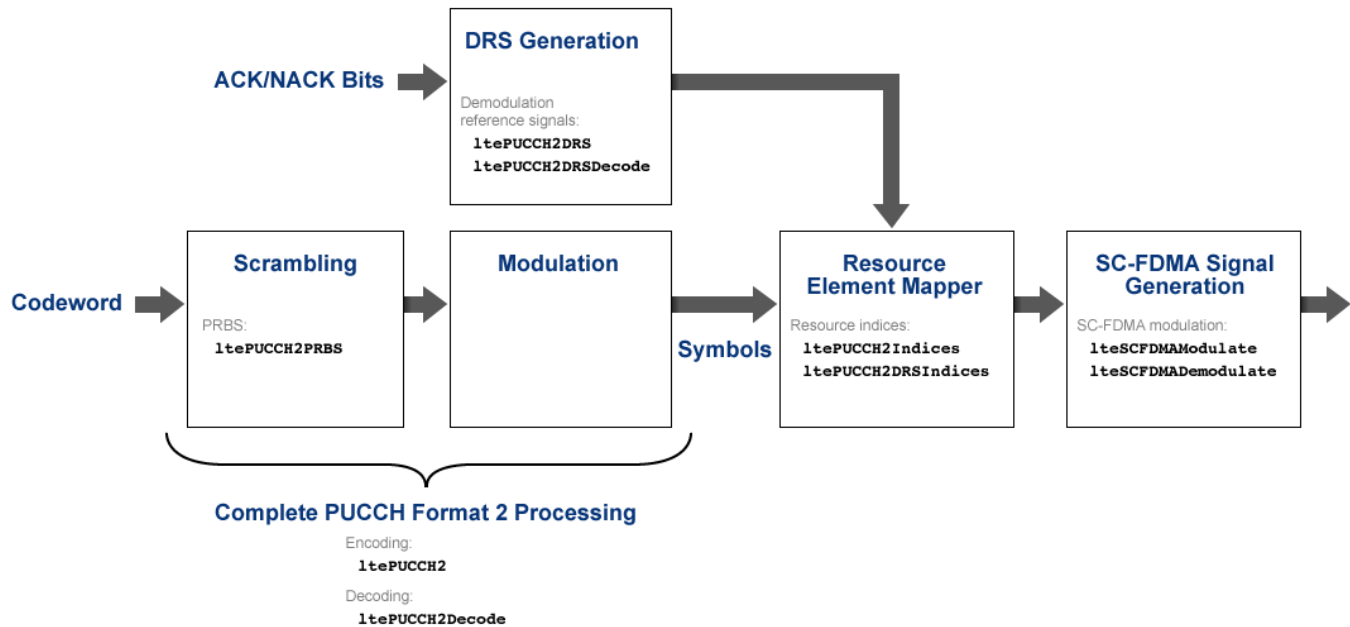 DRS Generation
ACK/NACK Bits
Demodulation
reference signals:
ltePUCCH2DRS
ltePUCCH2DRSDecode
Codeword
Scrambling
PRBS:
ltePUCCH2PRBS
Modulation
Symbols
Resource
Element Mapper
Resource indices:
ltePUCCH2Indices
ltePUCCH2DRSIndices
SC-FDMA Signal
Generation
SC-FDMA modulation:
lteSCFDMAModulate
lteSCFDMADemodulate
Complete PUCCH Format 2 Processing
Encoding:
ltePUCCH2
Decoding:
ltePUCCH2Decode